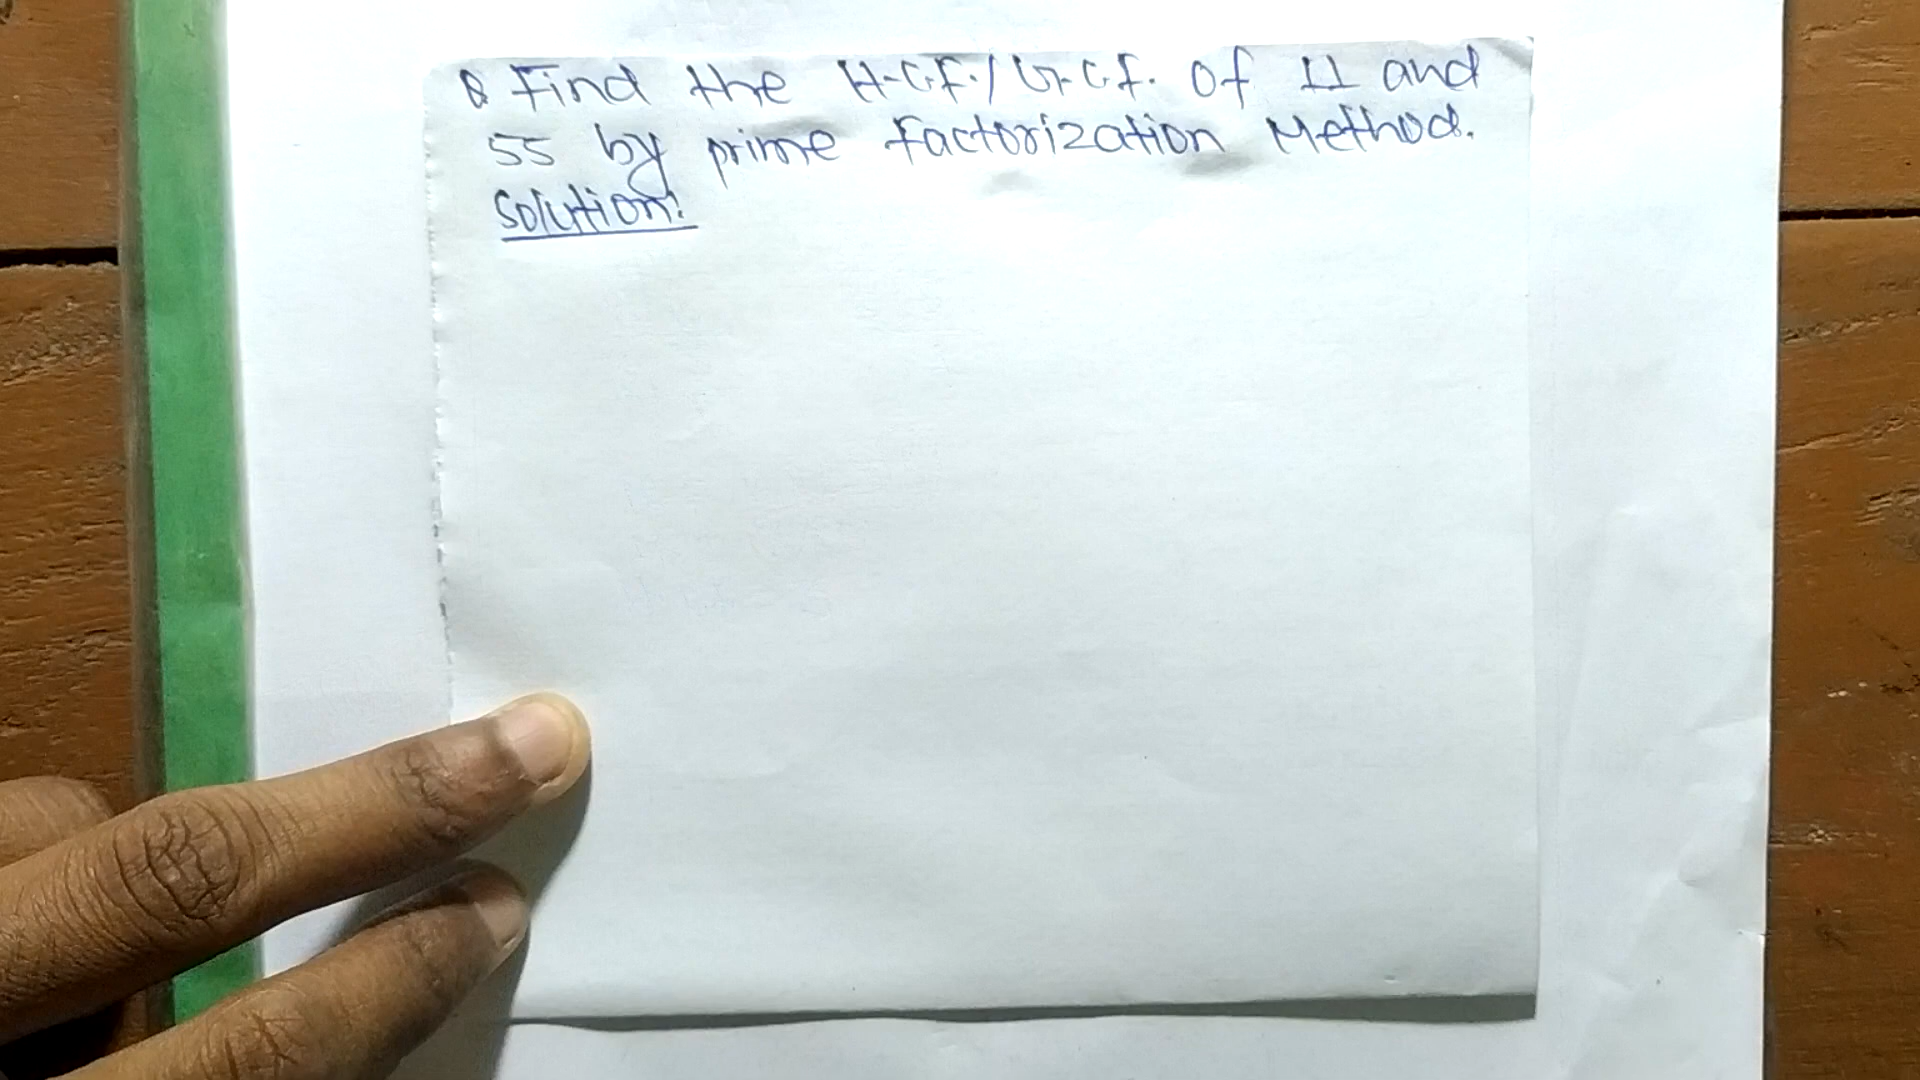 Q Find the H.C.F./G.C.F. of 11 and
55 by prime factorization Method.
Solution: